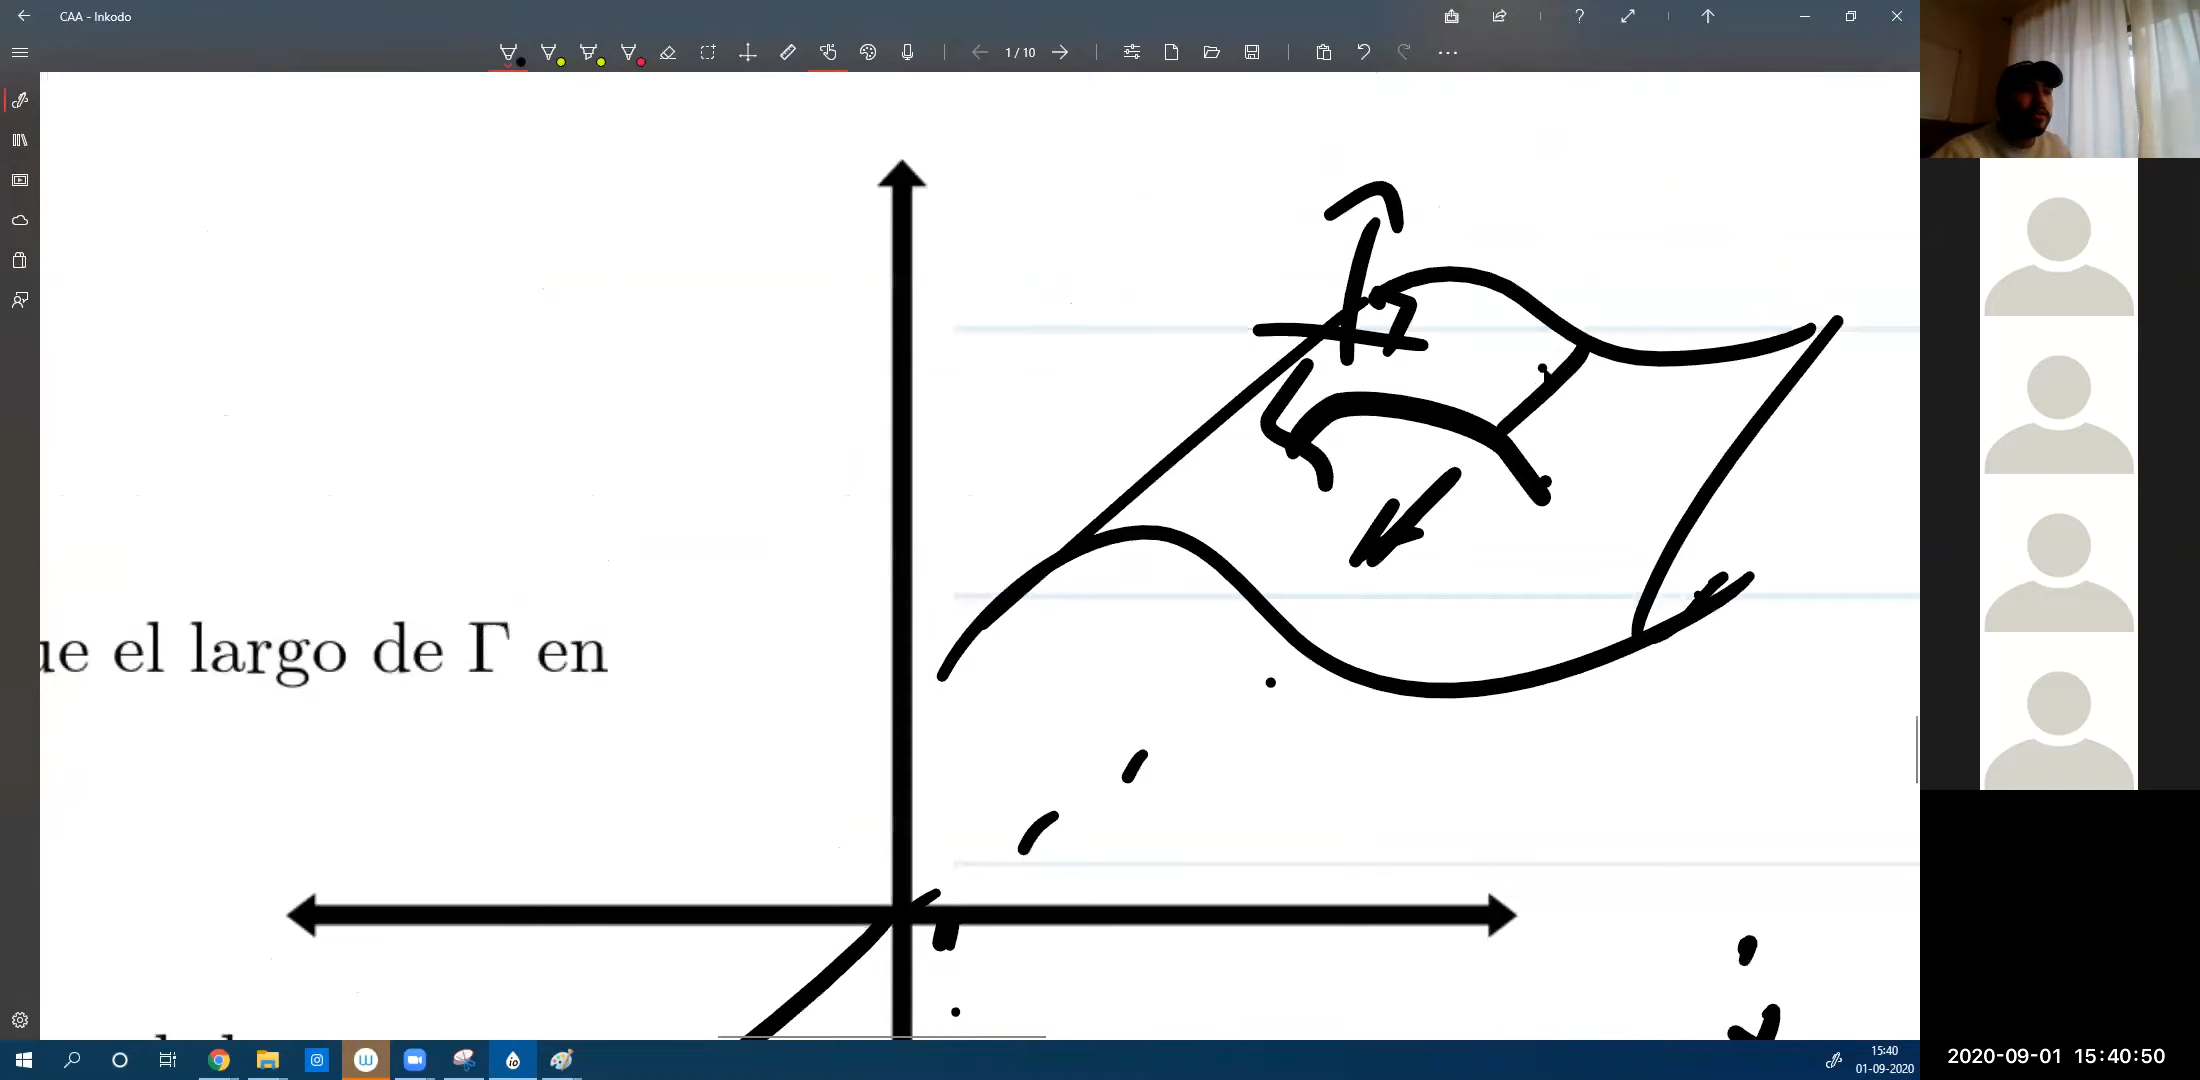 CAA - Inkodo
1 / 10
ue el largo de Γ en
15:40
01-09-2020
2020-09-01 15:40:50